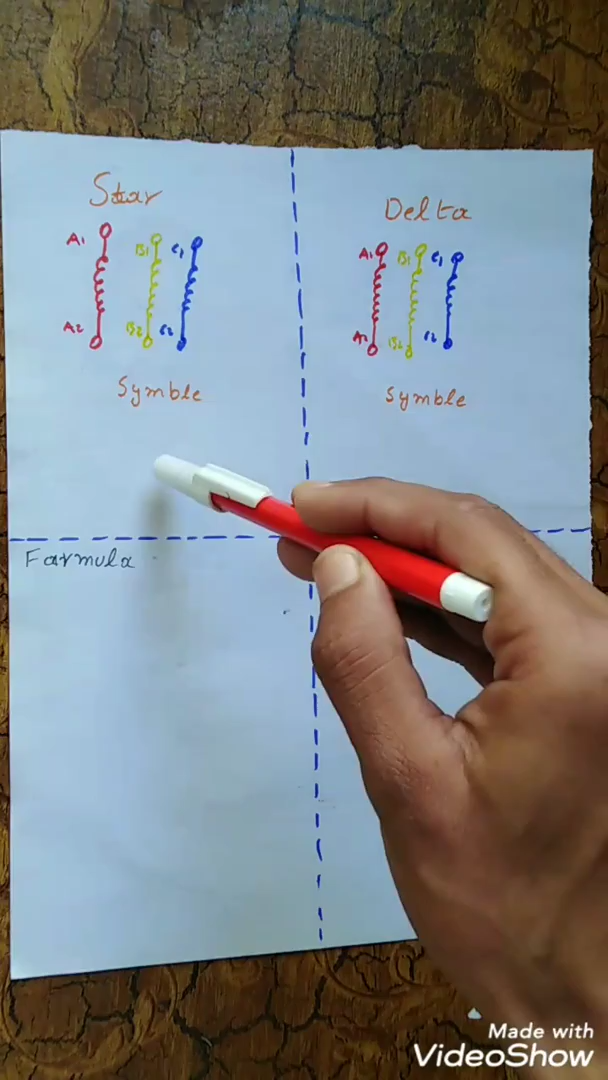 Star
A1 B1 C1
A2 B2 C2
Symble
Delta
A1 B1 C1
A2 B2 C2
Symble
Farmula
Made with
VideoShow